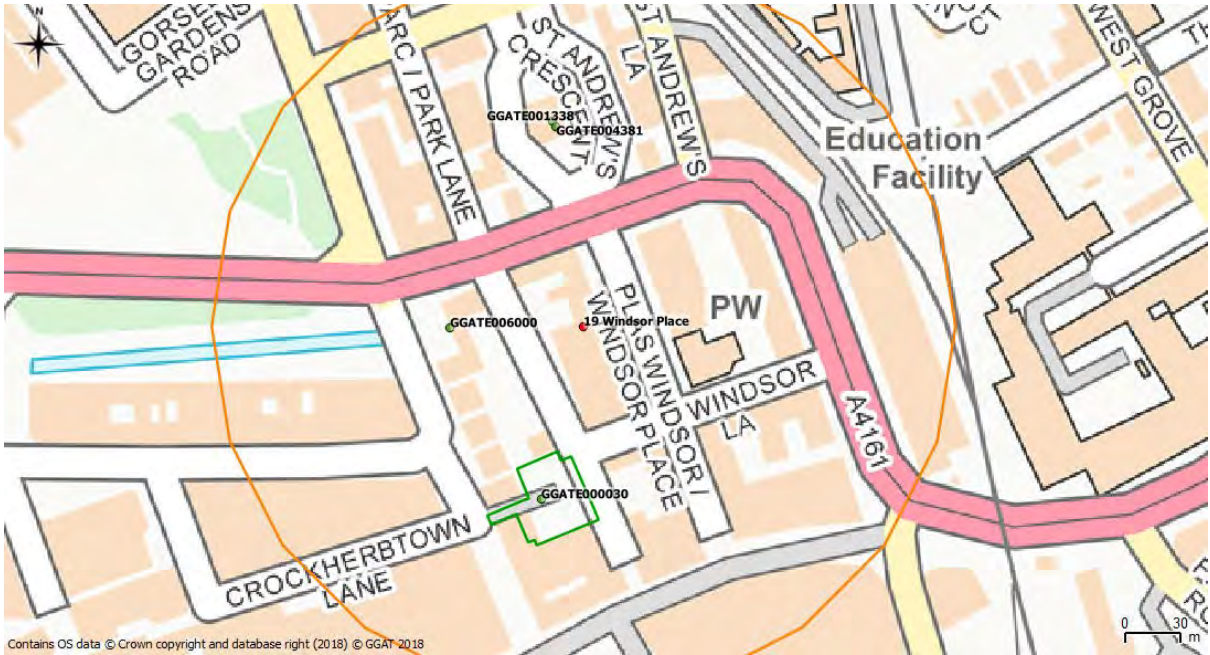 N
GORSE
GARDENS
ROAD
PARC / PARK LANE
ST ANDREW'S
CRESCENT
ST ANDREW'S
LA
WEST GROVE
GGATE001338
GGATE004381
Education
Facility
GGATE006000
19 Windsor Place
PLAS WINDSOR /
WINDSOR PLACE
PW
WINDSOR
LA
A4161
GGATE000030
CROCKHERBTOWN
LANE
0 30
m
Contains OS data © Crown copyright and database right (2018) © GGAT 2018